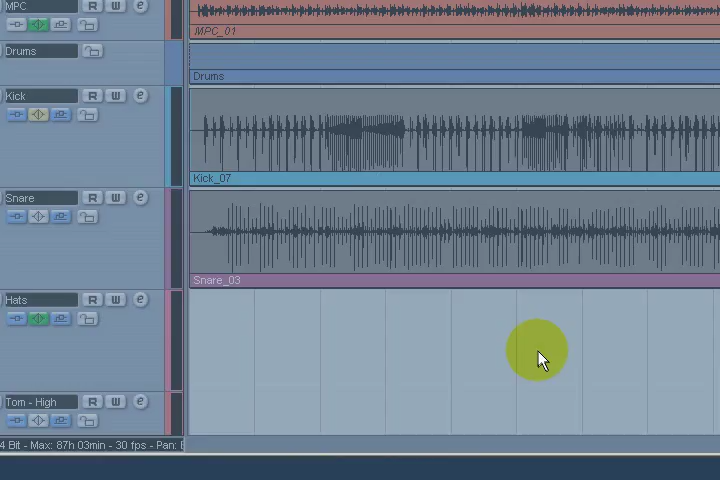 MPC R W e
MPC_01
Drums
Drums
Kick R W e
Kick_07
Snare R W e
Snare_03
Hats R W e
Tom - High R W e
4 Bit - Max: 87h 03min - 30 fps - Pan: